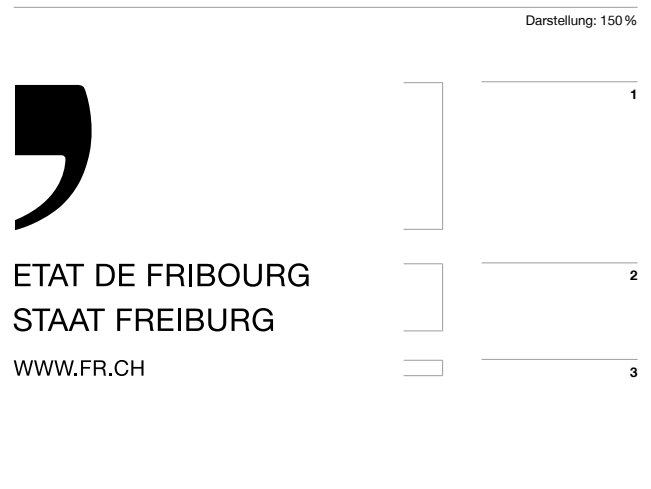 Darstellung: 150 %
1
ETAT DE FRIBOURG
STAAT FREIBURG
2
WWW.FR.CH
3